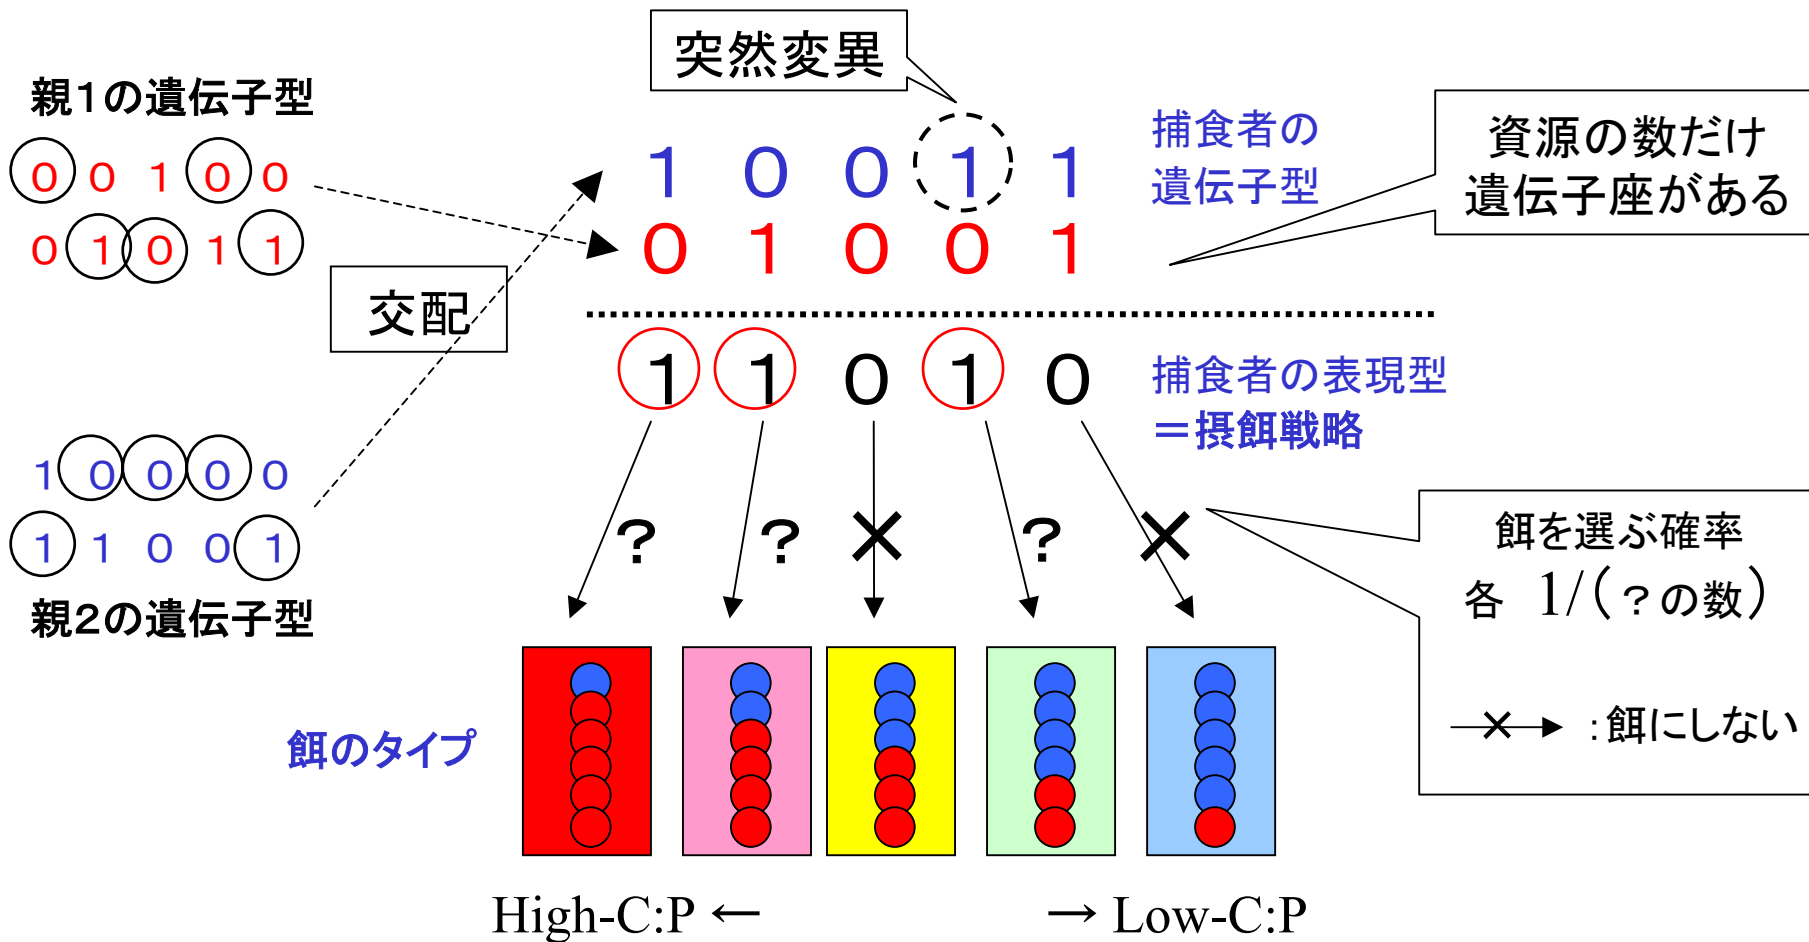 突然変異
親1の遺伝子型
0 0 1 0 0
0 1 0 1 1
交配
1 0 0 0 0
1 1 0 0 1
親2の遺伝子型
1 0 0 1 1
0 1 0 0 1
捕食者の
遺伝子型
資源の数だけ
遺伝子座がある
1 1 0 1 0
捕食者の表現型
=摂餌戦略
? ? × ? ×
餌を選ぶ確率
各 1/(?の数)
×:餌にしない
餌のタイプ
High-C:P ←
→ Low-C:P